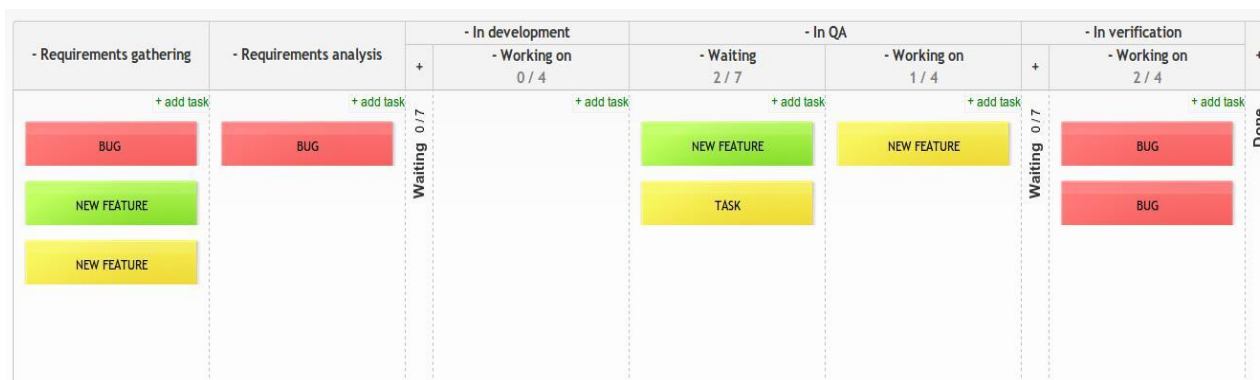 - Requirements gathering
- Requirements analysis
+
- In development
- Working on
0 / 4
- In QA
- Waiting
2 / 7
- Working on
1 / 4
+
- In verification
- Working on
2 / 4
+
+ add task
+ add task
+ add task
+ add task
+ add task
+ add task
Waiting 0/7
Waiting 0/7
Done
BUG
BUG
NEW FEATURE
NEW FEATURE
BUG
NEW FEATURE
TASK
BUG
NEW FEATURE